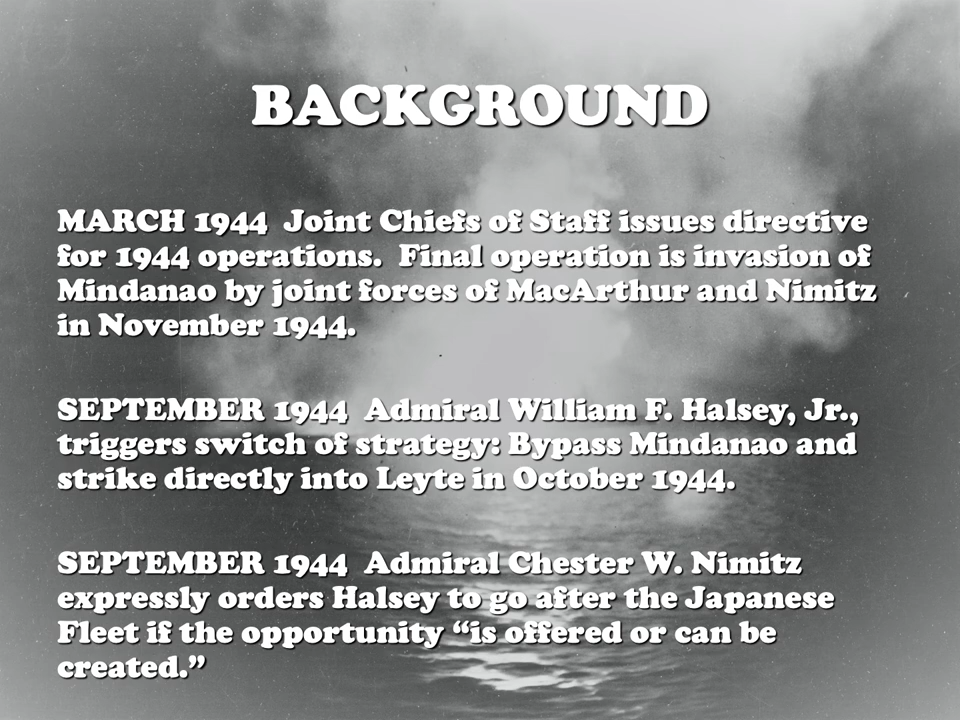 BACKGROUND
MARCH 1944 Joint Chiefs of Staff issues directive
for 1944 operations. Final operation is invasion of
Mindanao by joint forces of MacArthur and Nimitz
in November 1944.
SEPTEMBER 1944 Admiral William F. Halsey, Jr.,
triggers switch of strategy: Bypass Mindanao and
strike directly into Leyte in October 1944.
SEPTEMBER 1944 Admiral Chester W. Nimitz
expressly orders Halsey to go after the Japanese
Fleet if the opportunity “is offered or can be
created.”